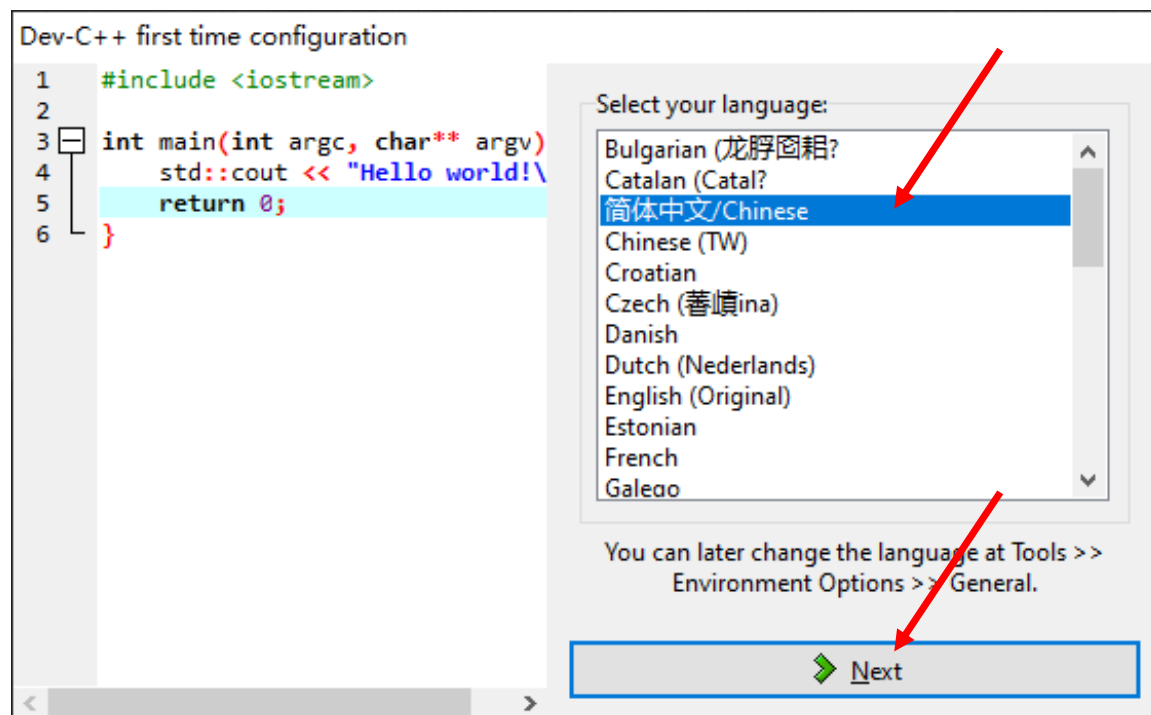 Dev-C++ first time configuration
1 #include <iostream>
2
3 int main(int argc, char** argv)
4 std::cout << "Hello world!\
5 return 0;
6 }
Select your language:
Bulgarian (龙脬囵耜?
Catalan (Catal?
简体中文/Chinese
Chinese (TW)
Croatian
Czech (萫嶆ina)
Danish
Dutch (Nederlands)
English (Original)
Estonian
French
Galego
You can later change the language at Tools >>
Environment Options >> General.
Next